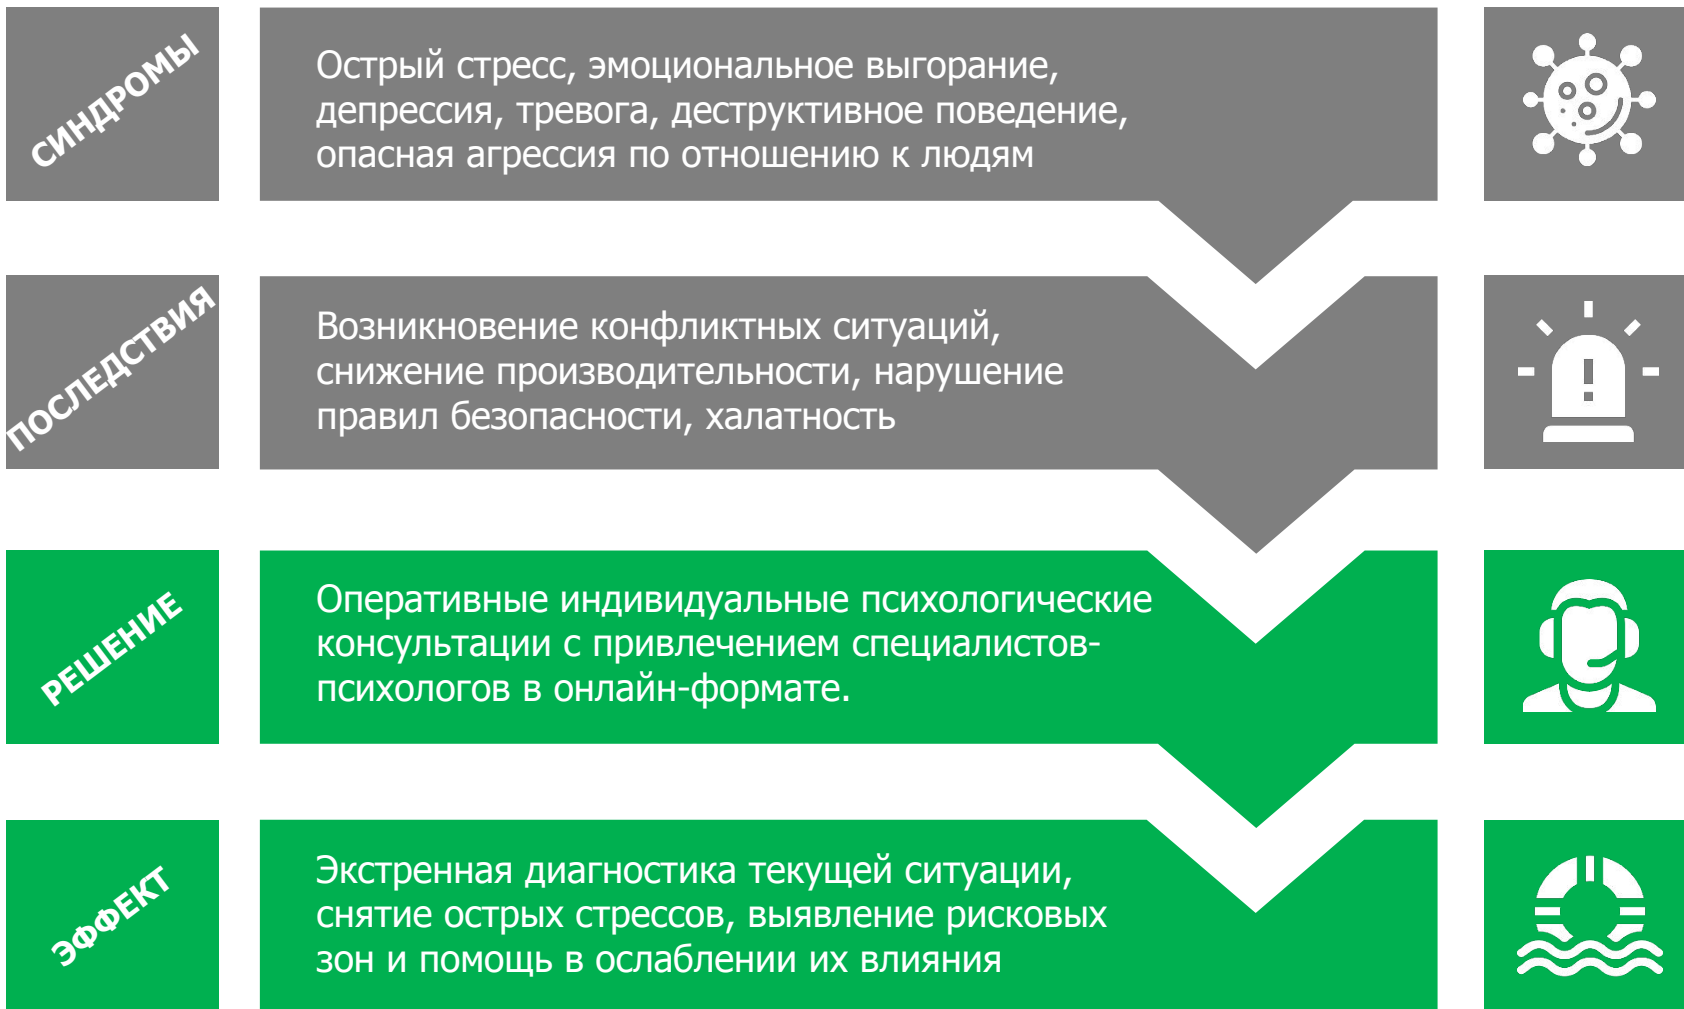 СИНДРОМЫ
Острый стресс, эмоциональное выгорание,
депрессия, тревога, деструктивное поведение,
опасная агрессия по отношению к людям
ПОСЛЕДСТВИЯ
Возникновение конфликтных ситуаций,
снижение производительности, нарушение
правил безопасности, халатность
РЕШЕНИЕ
Оперативные индивидуальные психологические
консультации с привлечением специалистов-
психологов в онлайн-формате.
ЭФФЕКТ
Экстренная диагностика текущей ситуации,
снятие острых стрессов, выявление рисковых
зон и помощь в ослаблении их влияния